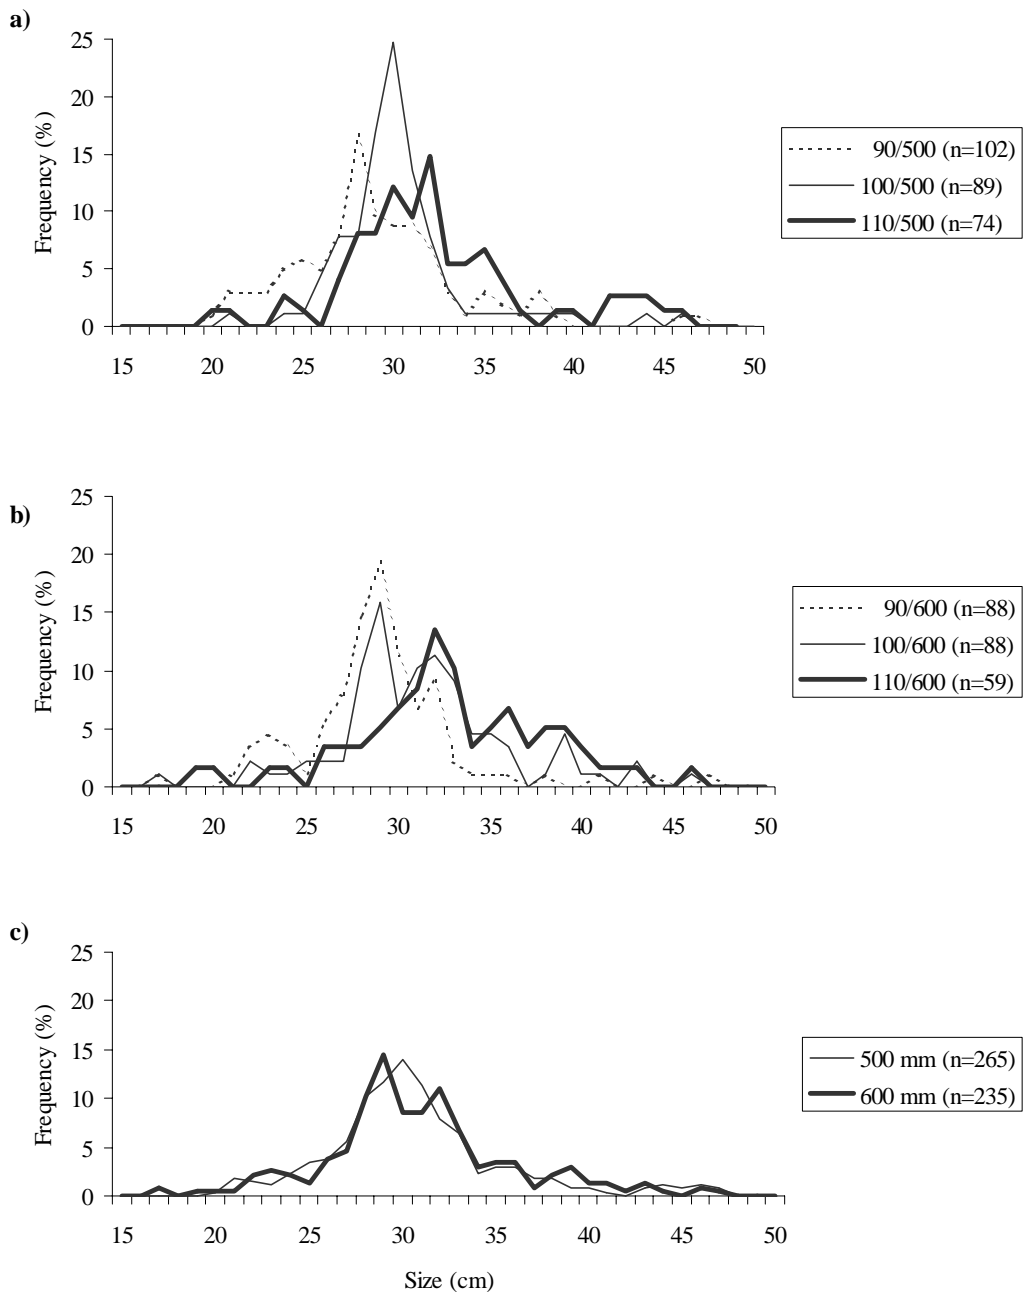 a)
25
20
15
10
5
0
Frequency (%)
15 20 25 30 35 40 45 50
90/500 (n=102)
100/500 (n=89)
110/500 (n=74)
b)
25
20
15
10
5
0
Frequency (%)
15 20 25 30 35 40 45 50
90/600 (n=88)
100/600 (n=88)
110/600 (n=59)
c)
25
20
15
10
5
0
Frequency (%)
15 20 25 30 35 40 45 50
Size (cm)
500 mm (n=265)
600 mm (n=235)